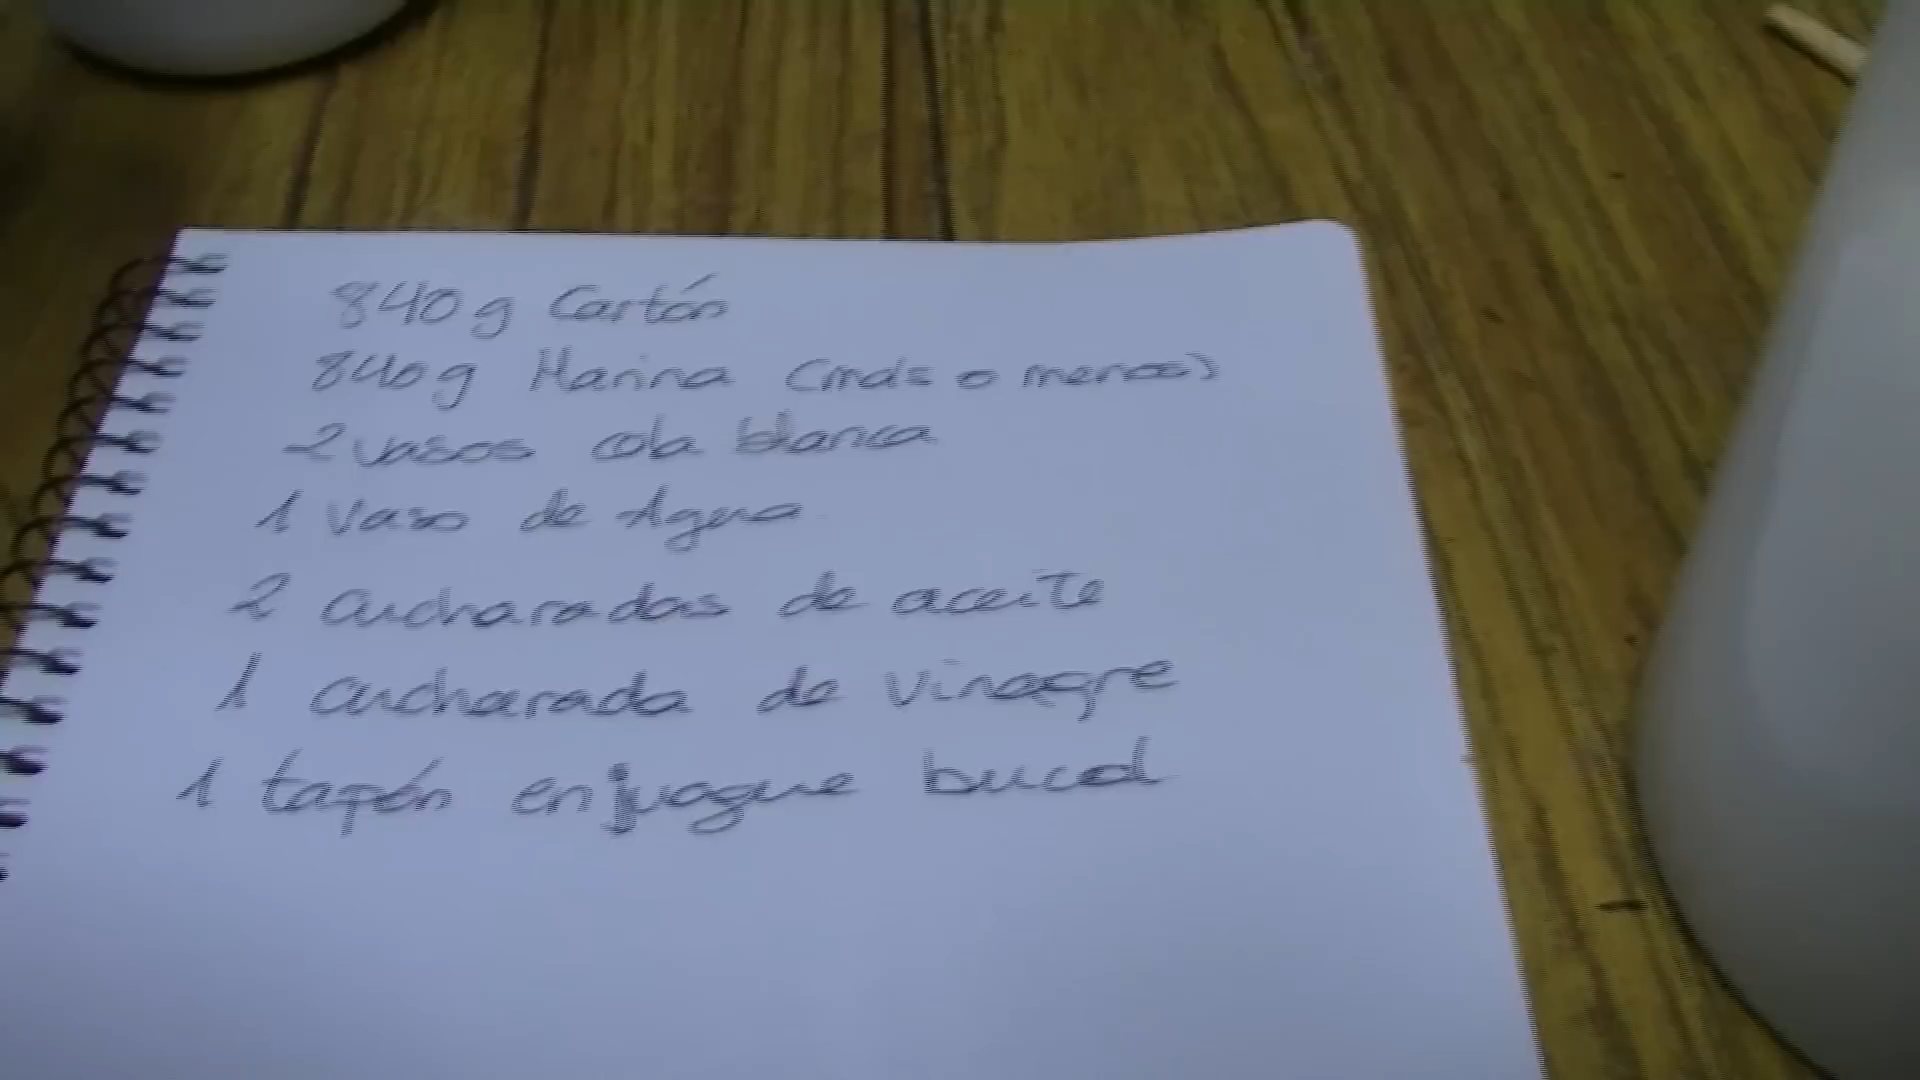 840g Cartón
840g Harina (más o menos)
2 vasos cola blanca
1 vaso de Agua
2 cucharadas de aceite
1 cucharada de vinagre
1 tapón enjuague bucal